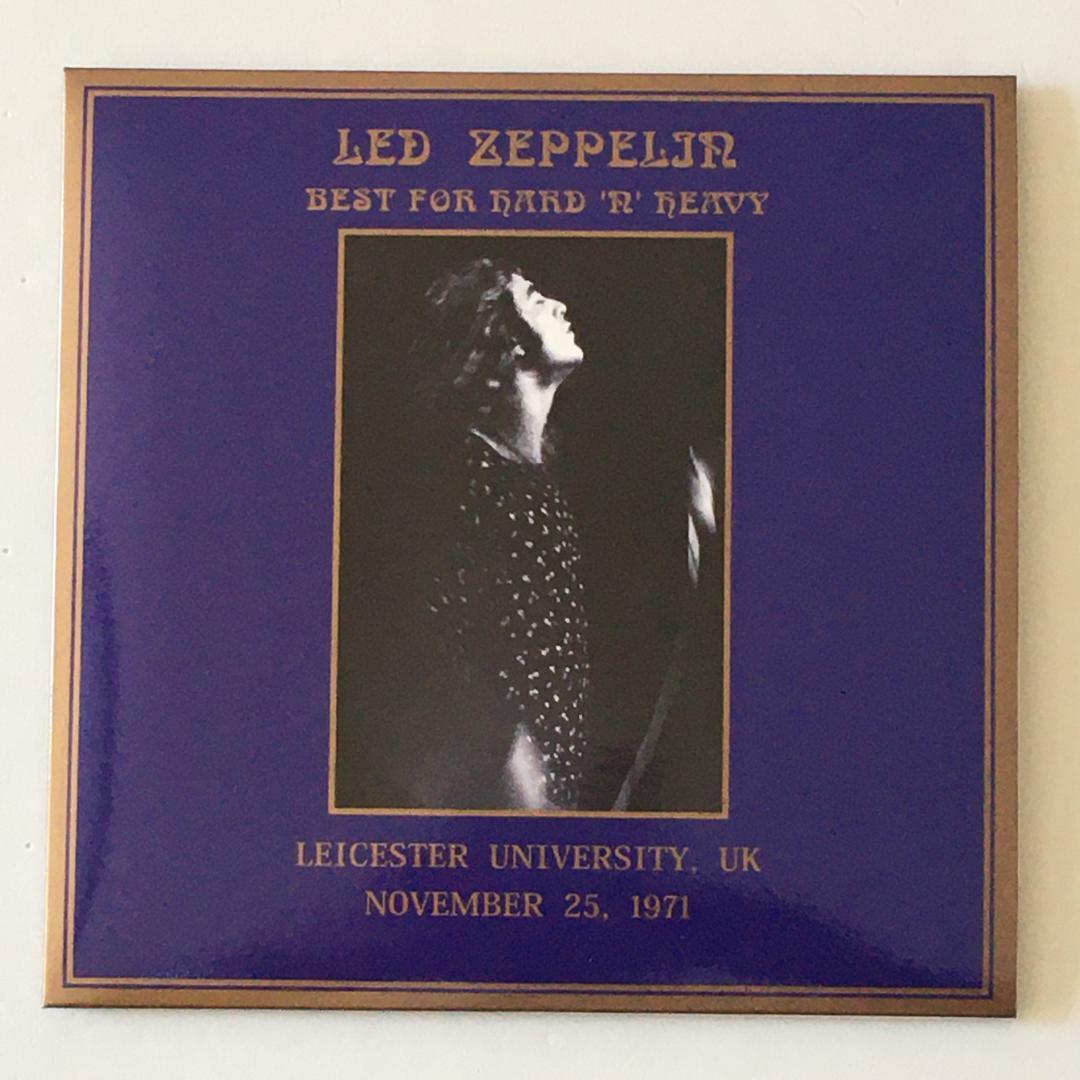 LED ZEPPELIN
BEST FOR HARD 'N' HEAVY
LEICESTER UNIVERSITY, UK
NOVEMBER 25, 1971